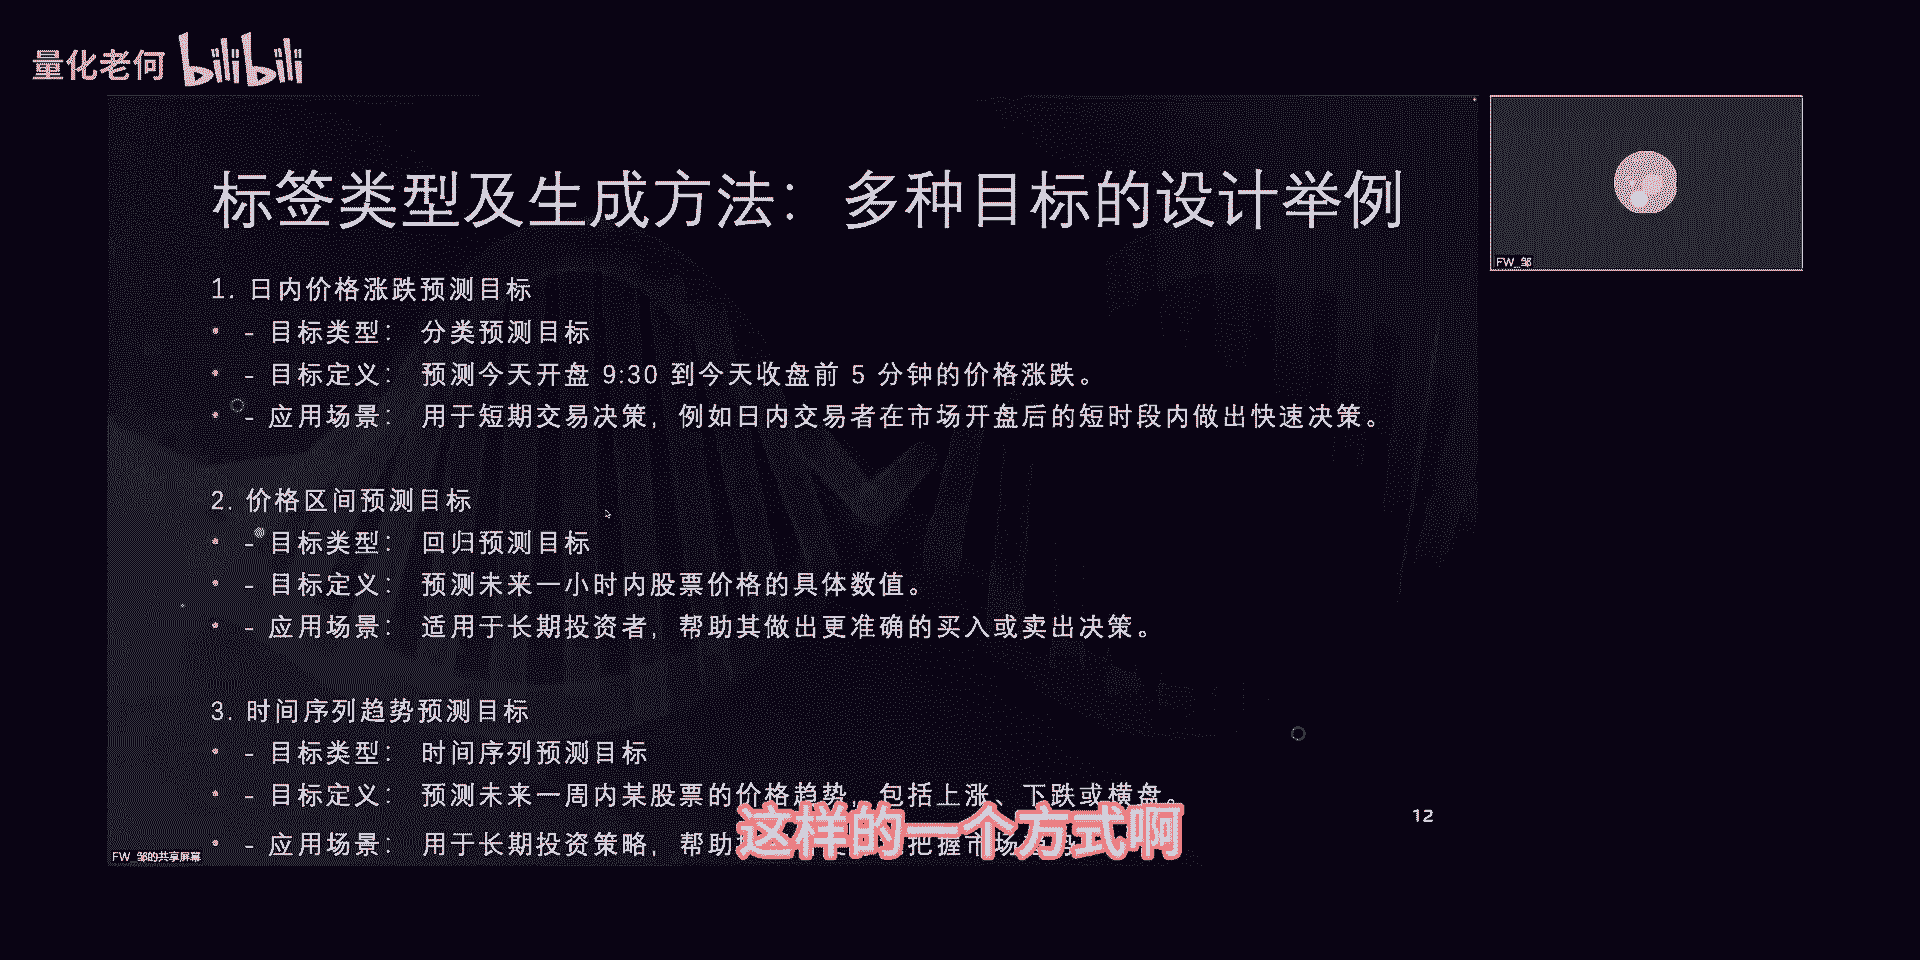 量化老何 bilibili
标签类型及生成方法：多种目标的设计举例
1. 日内价格涨跌预测目标
• - 目标类型： 分类预测目标
• - 目标定义： 预测今天开盘 9:30 到今天收盘前 5 分钟的价格涨跌。
• - 应用场景： 用于短期交易决策，例如日内交易者在市场开盘后的短时段内做出快速决策。
2. 价格区间预测目标
• - 目标类型： 回归预测目标
• - 目标定义： 预测未来一小时内股票价格的具体数值。
• - 应用场景： 适用于长期投资者，帮助其做出更准确的买入或卖出决策。
3. 时间序列趋势预测目标
• - 目标类型： 时间序列预测目标
• - 目标定义： 预测未来一周内某股票的价格趋势，包括上涨、下跌或横盘。
• - 应用场景： 用于长期投资策略，帮助 把握市场
这样的一个方式啊
12
FW_邹的共享屏幕
FW_邹